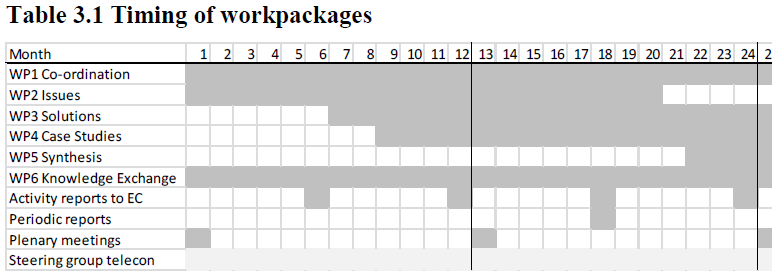 Table 3.1 Timing of workpackages
Month 1 2 3 4 5 6 7 8 9 10 11 12 13 14 15 16 17 18 19 20 21 22 23 24
WP1 Co-ordination
WP2 Issues
WP3 Solutions
WP4 Case Studies
WP5 Synthesis
WP6 Knowledge Exchange
Activity reports to EC
Periodic reports
Plenary meetings
Steering group telecon